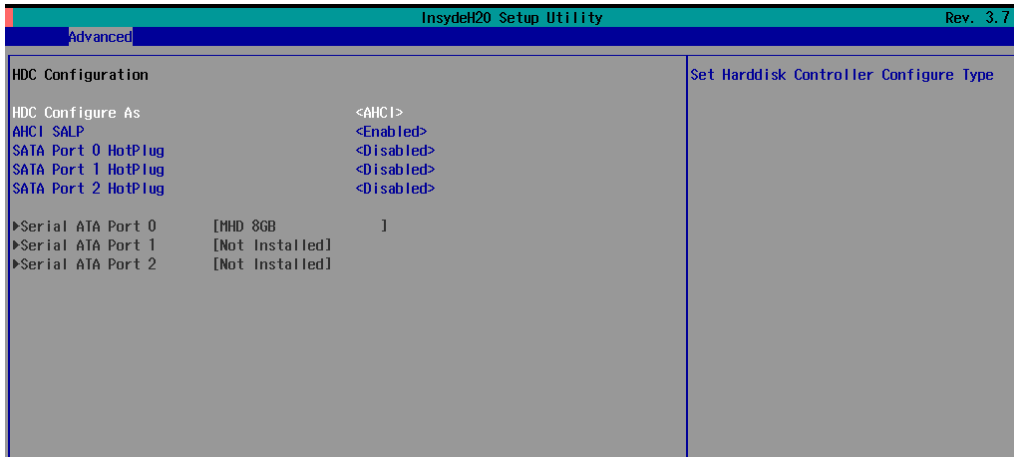 InsydeH2O Setup Utility Rev. 3.7
Advanced
HDC Configuration
Set Harddisk Controller Configure Type
HDC Configure As <AHCI>
AHCI SALP <Enabled>
SATA Port 0 HotPlug <Disabled>
SATA Port 1 HotPlug <Disabled>
SATA Port 2 HotPlug <Disabled>
▶Serial ATA Port 0 [MHD 8GB ]
▶Serial ATA Port 1 [Not Installed]
▶Serial ATA Port 2 [Not Installed]